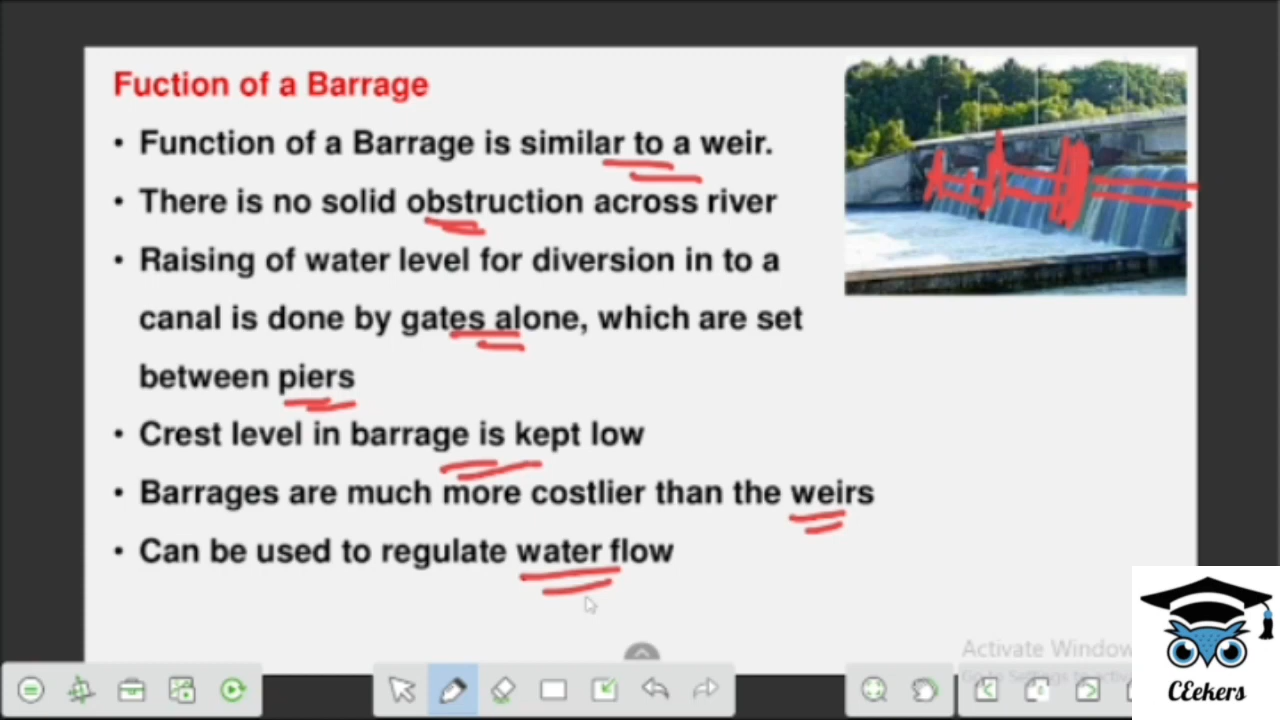 Fuction of a Barrage
• Function of a Barrage is similar to a weir.
• There is no solid obstruction across river
• Raising of water level for diversion in to a
canal is done by gates alone, which are set
between piers
• Crest level in barrage is kept low
• Barrages are much more costlier than the weirs
• Can be used to regulate water flow
Activate Window
CEekers